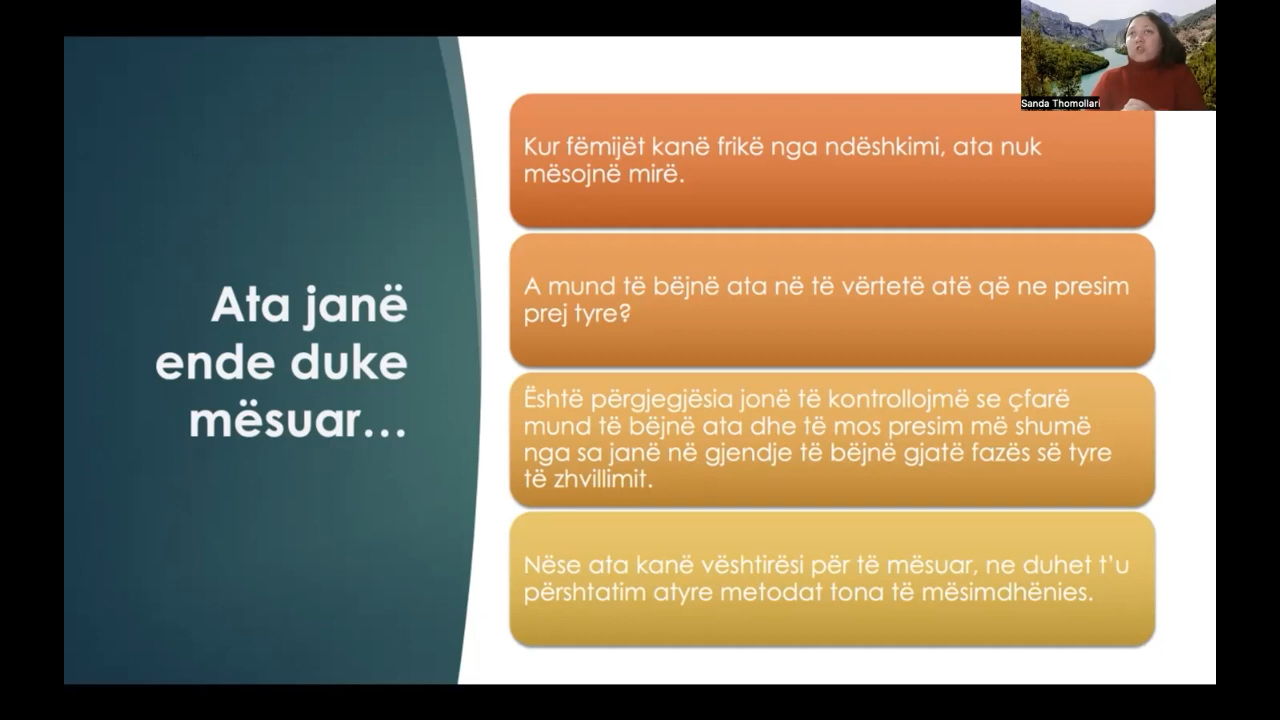 Sanda Thomollari
Ata janë
ende duke
mësuar...
Kur fëmijët kanë frikë nga ndëshkimi, ata nuk
mësojnë mirë.
A mund të bëjnë ata në të vërtetë atë që ne presim
prej tyre?
Është përgjegjësia jonë të kontrollojmë se çfarë
mund të bëjnë ata dhe të mos presim më shumë
nga sa janë në gjendje të bëjnë gjatë fazës së tyre
të zhvillimit.
Nëse ata kanë vështirësi për të mësuar, ne duhet t'u
përshtatim atyre metodat tona të mësimdhënies.